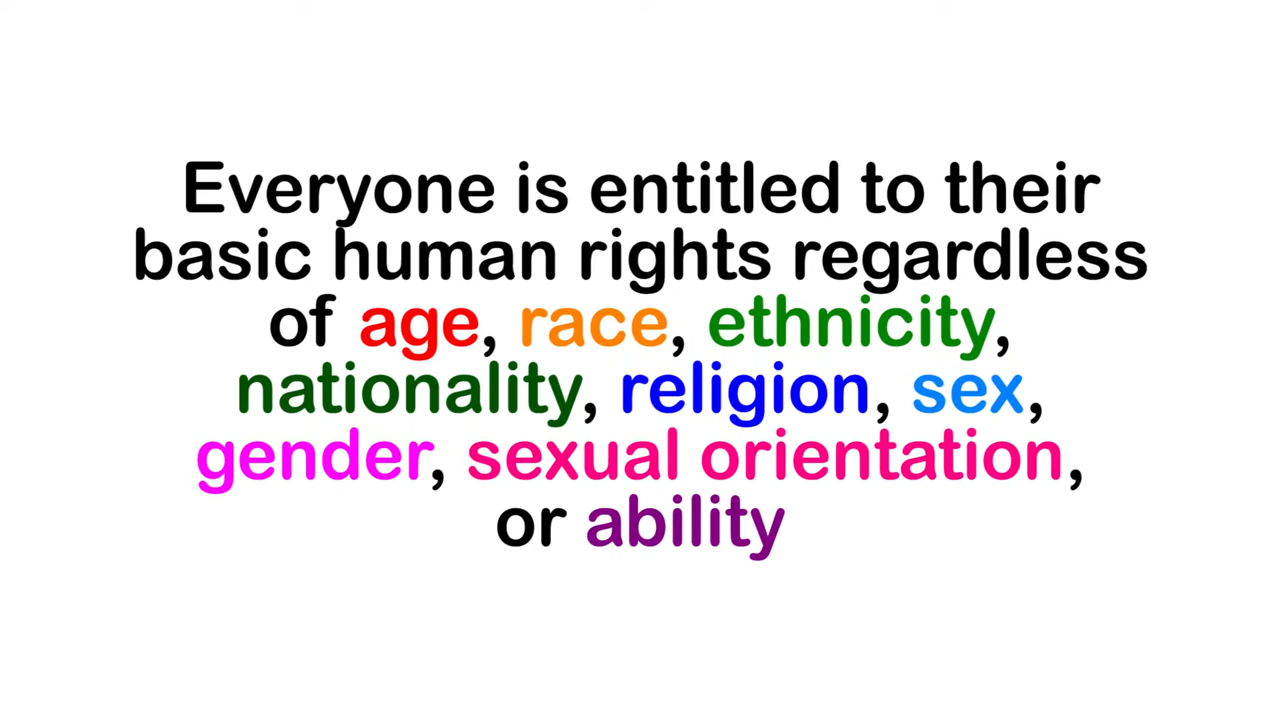 Everyone is entitled to their
basic human rights regardless
of age, race, ethnicity,
nationality, religion, sex,
gender, sexual orientation,
or ability